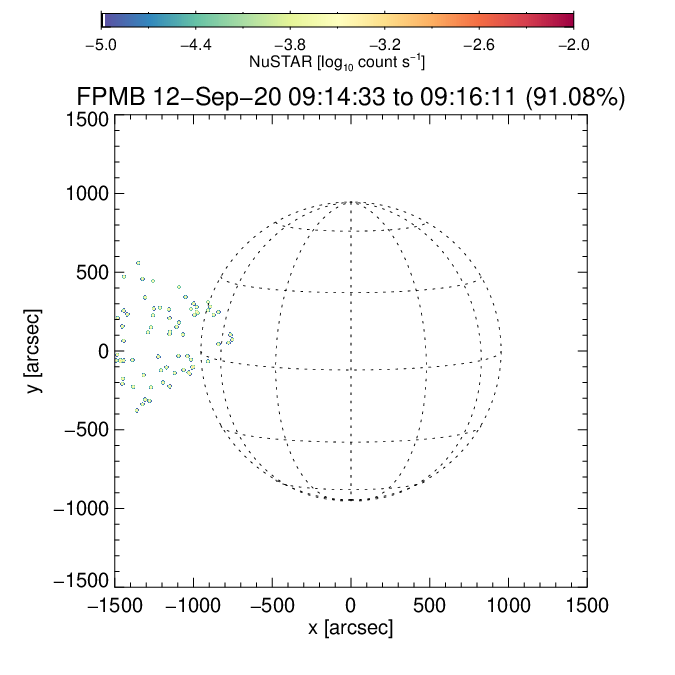 −5.0 −4.4 −3.8 −3.2 −2.6 −2.0
NuSTAR [log₁₀ count s⁻¹]
FPMB 12−Sep−20 09:14:33 to 09:16:11 (91.08%)
1500
1000
500
0
−500
−1000
−1500
y [arcsec]
−1500 −1000 −500 0 500 1000 1500
x [arcsec]